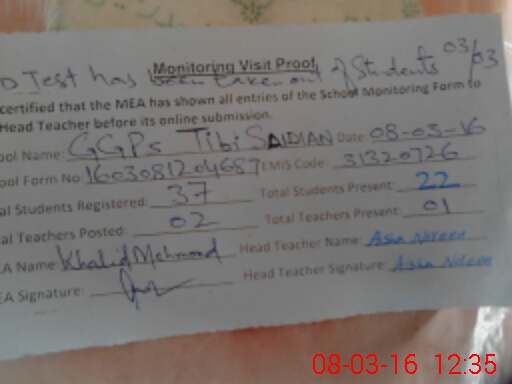 Monitoring Visit Proof
D Test has been taken out of Students 03/03
certified that the MEA has shown all entries of the School Monitoring Form to
Head Teacher before its online submission.
ool Name: GGPS Tibi SAIDIAN Date: 08-03-16
ool Form No: 1603081204687 EMIS Code: 31320726
al Students Registered: 37 Total Students Present: 22
al Teachers Posted: 02 Total Teachers Present: 01
EA Name: Khalid Mehmood Head Teacher Name: Asia Noreen
EA Signature: Head Teacher Signature: Asia Noreen
08-03-16 12:35